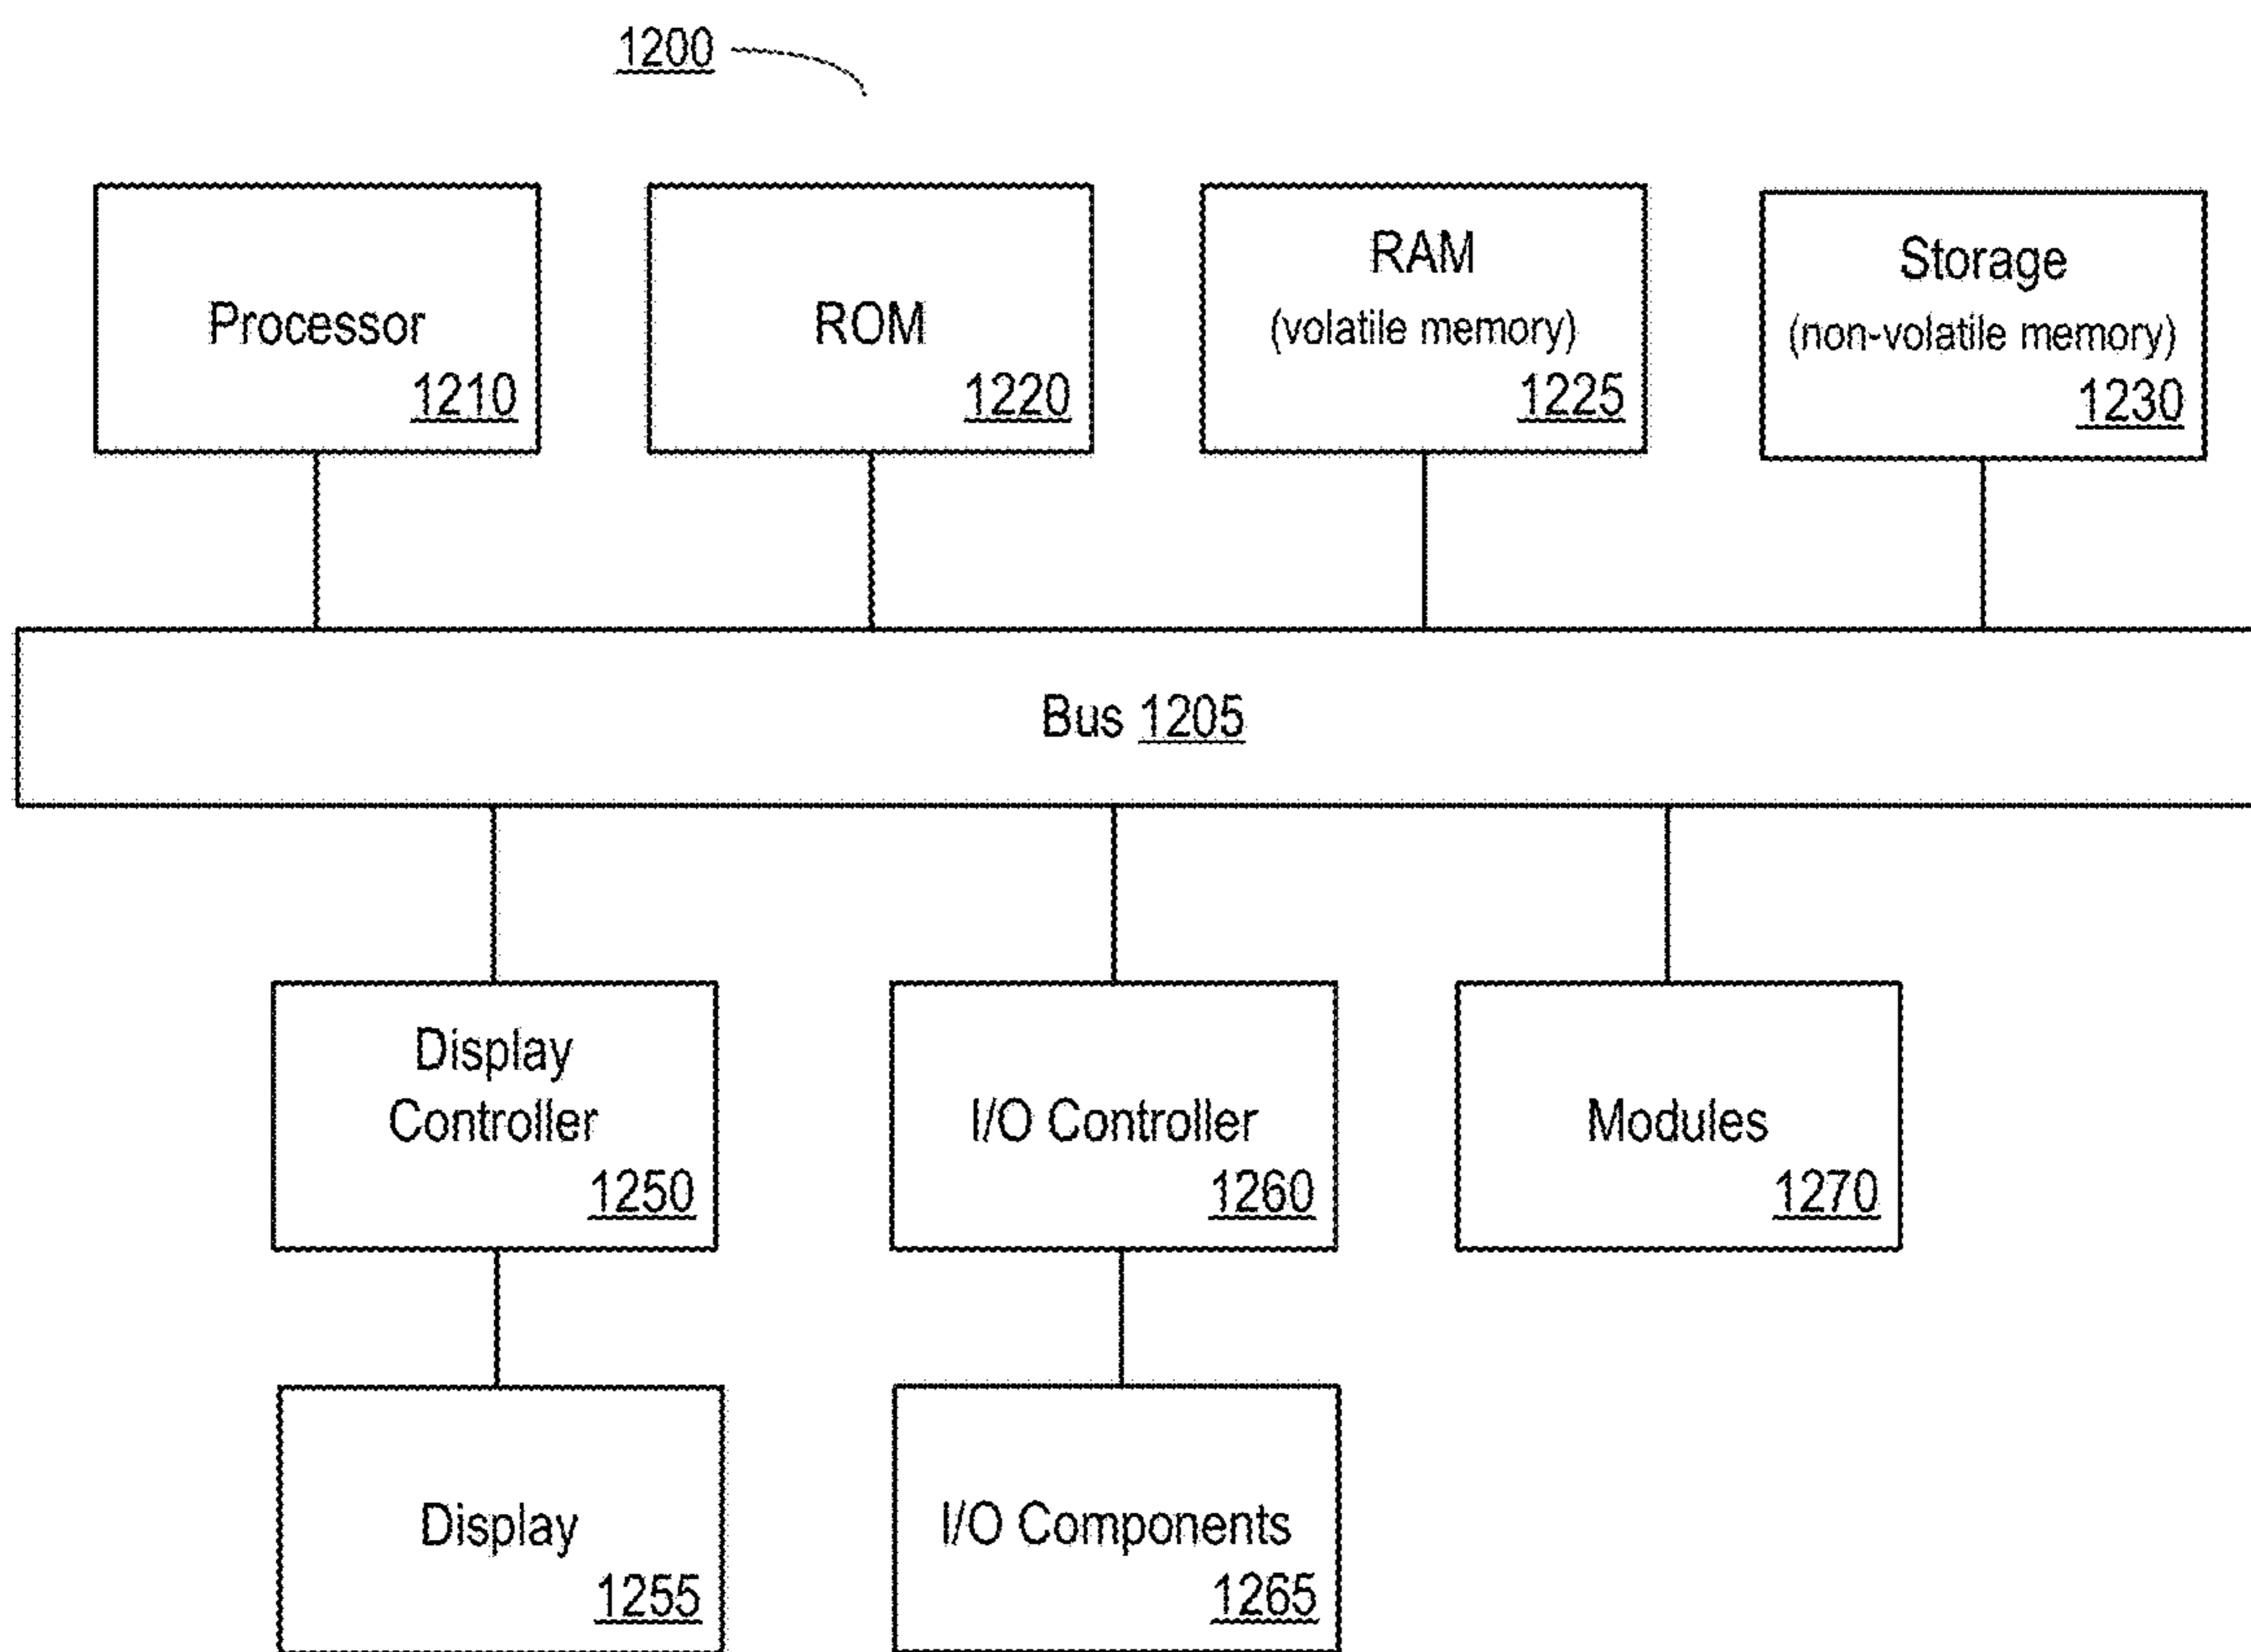 1200
Processor
1210
ROM
1220
RAM
(volatile memory)
1225
Storage
(non-volatile memory)
1230
Bus 1205
Display
Controller
1250
I/O Controller
1260
Modules
1270
Display
1255
I/O Components
1265